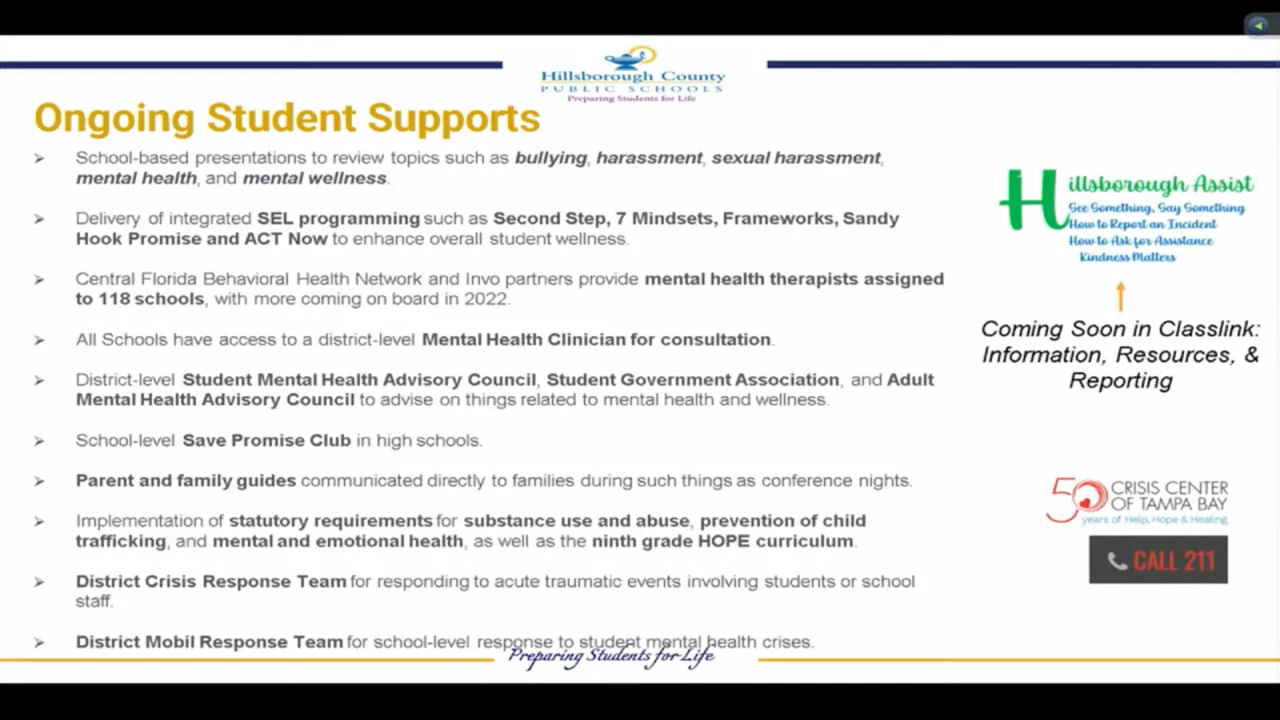 Hillsborough County
PUBLIC SCHOOLS
Preparing Students for Life
Ongoing Student Supports
School-based presentations to review topics such as bullying, harassment, sexual harassment,
mental health, and mental wellness.
Delivery of integrated SEL programming such as Second Step, 7 Mindsets, Frameworks, Sandy
Hook Promise and ACT Now to enhance overall student wellness.
Central Florida Behavioral Health Network and Invo partners provide mental health therapists assigned
to 118 schools, with more coming on board in 2022.
All Schools have access to a district-level Mental Health Clinician for consultation.
District-level Student Mental Health Advisory Council, Student Government Association, and Adult
Mental Health Advisory Council to advise on things related to mental health and wellness.
School-level Save Promise Club in high schools.
Parent and family guides communicated directly to families during such things as conference nights.
Implementation of statutory requirements for substance use and abuse, prevention of child
trafficking, and mental and emotional health, as well as the ninth grade HOPE curriculum.
District Crisis Response Team for responding to acute traumatic events involving students or school
staff.
District Mobil Response Team for school-level response to student mental health crises.
Hillsborough Assist
See Something, Say Something
How to Report an Incident
How to Ask for Assistance
Kindness Matters
Coming Soon in Classlink:
Information, Resources, &
Reporting
50 CRISIS CENTER
OF TAMPA BAY
years of Help, Hope & Healing
CALL 211
Preparing Students for Life